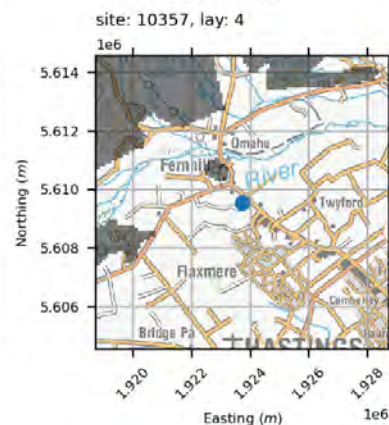 site: 10357, lay: 4
1e6
5.614
5.612
5.610
5.608
5.606
Northing (m)
Omahu
Fernhill
River
Twyford
Flaxmere
Camberley
Bridge Pa
HASTINGS
1.920
1.922
1.924
1.926
1.928
1e6
Easting (m)